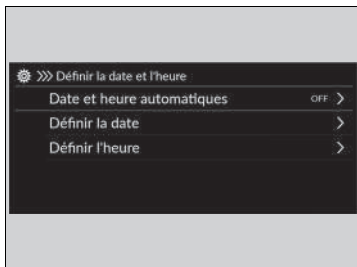 Définir la date et l'heure
Date et heure automatiques OFF
Définir la date
Définir l'heure